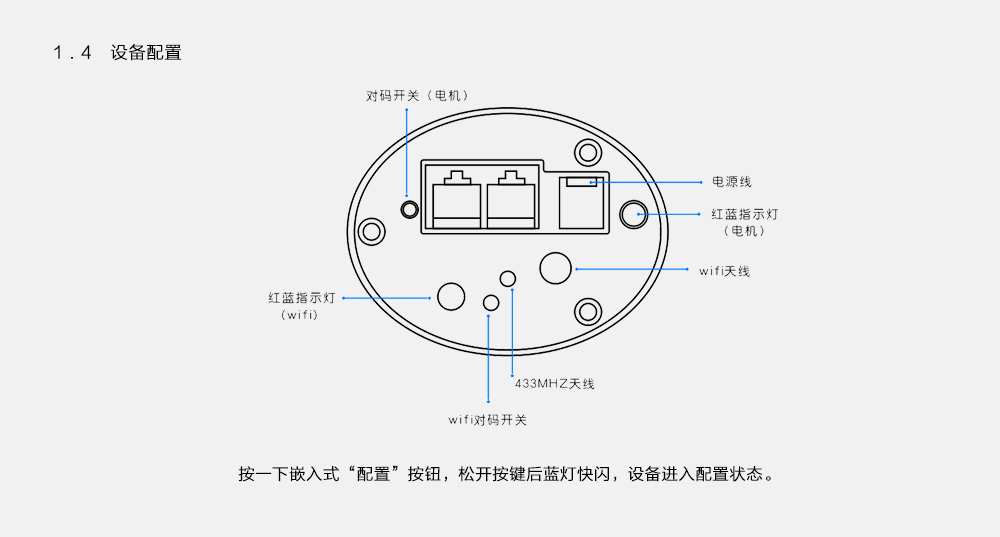 1.4 设备配置
对码开关（电机）
电源线
红蓝指示灯
（电机）
wifi天线
红蓝指示灯
(wifi)
433MHZ天线
wifi对码开关
按一下嵌入式“配置”按钮，松开按键后蓝灯快闪，设备进入配置状态。